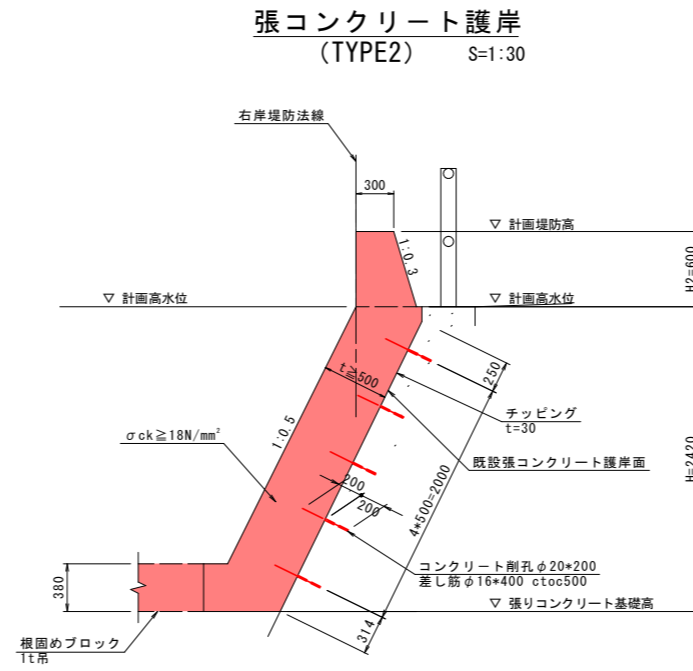 張コンクリート護岸
(TYPE2) S=1:30
右岸堤防法線
300
▽ 計画堤防高
1:0.3
H2=600
▽ 計画高水位
▽ 計画高水位
t≧500
250
チッピング
t=30
1:0.5
σck≧18N/mm²
既設張コンクリート護岸面
4*500=2000
H=2420
200
200
コンクリート削孔φ20*200
差し筋φ16*400 ctoc500
380
▽ 張りコンクリート基礎高
314
根固めブロック
1t吊